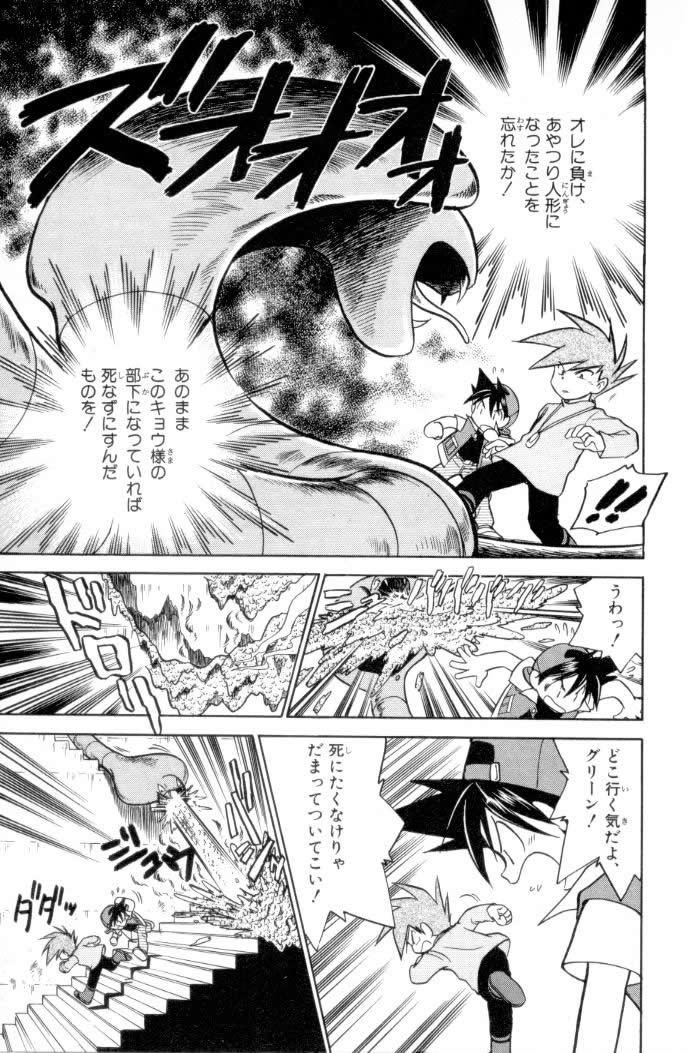 オレに負け、
あやつり人形に
なったことを
忘れたか!
ズオオオオ
あのまま
このキョウ様の
部下になっていれば
死なずにすんだ
ものを!
!!
うわっ!
ドロドロ
どこ行く気だよ、
グリーン!
死にたくなけりゃ
だまってついてこい!
ジュウッ
ダダッ